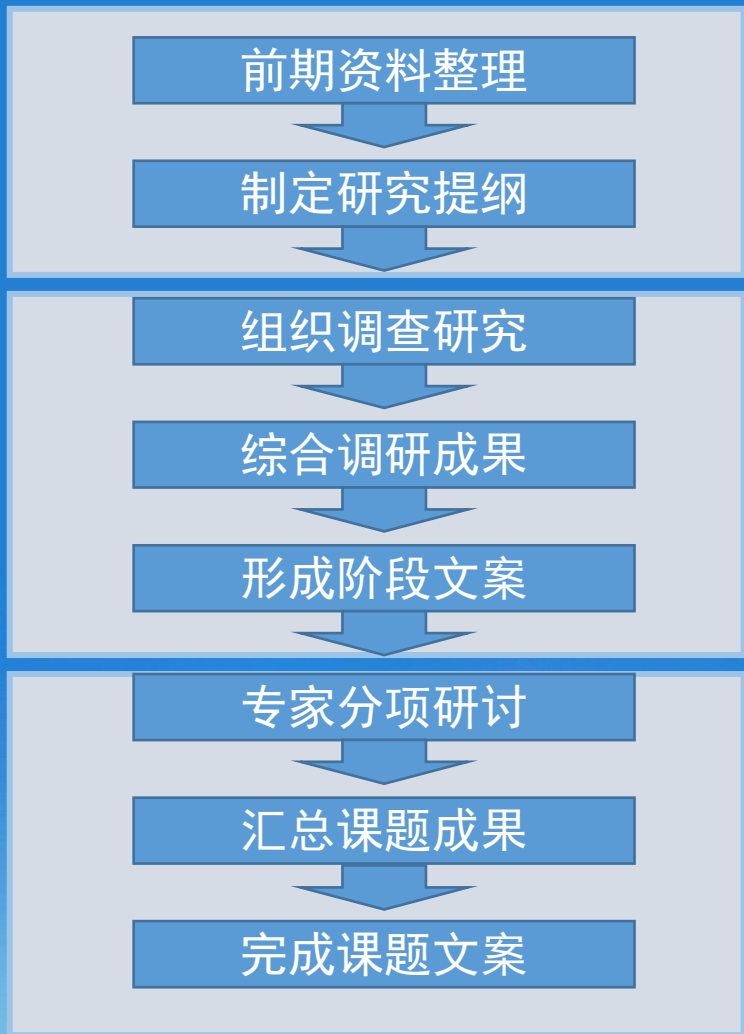 前期资料整理
制定研究提纲
组织调查研究
综合调研成果
形成阶段文案
专家分项研讨
汇总课题成果
完成课题文案